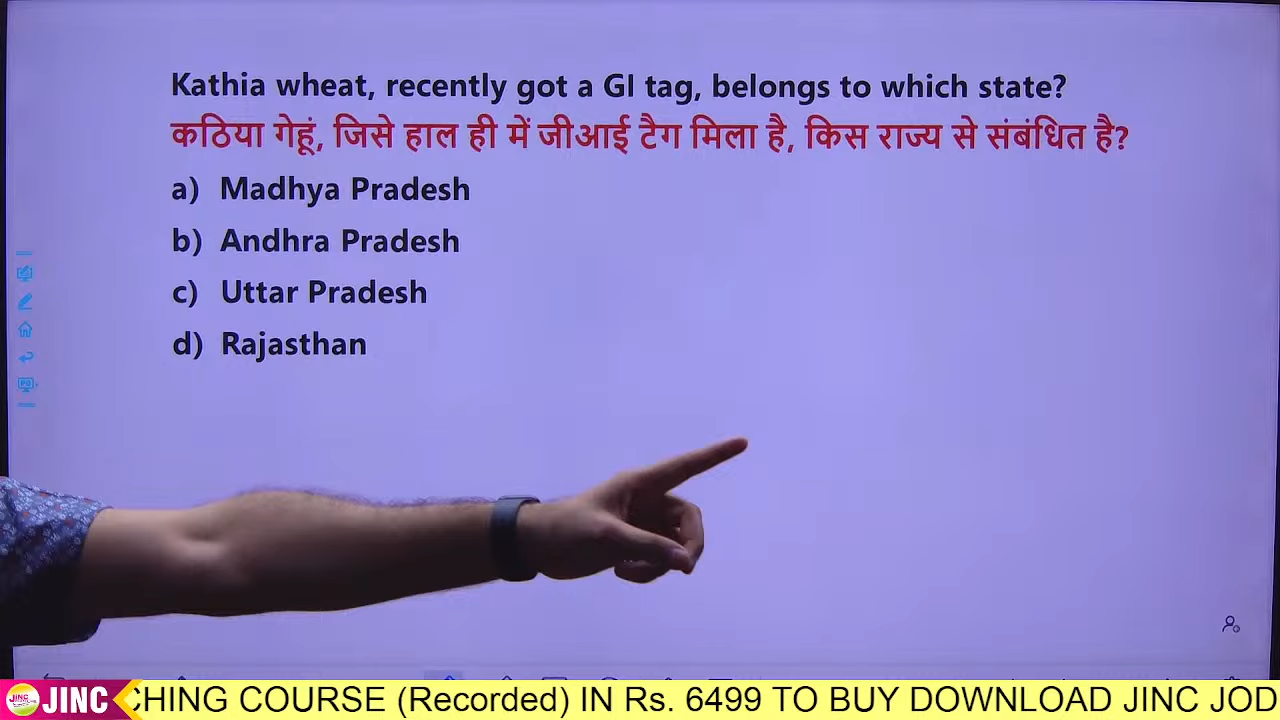 Kathia wheat, recently got a GI tag, belongs to which state?
कठिया गेहूं, जिसे हाल ही में जीआई टैग मिला है, किस राज्य से संबंधित है?
a) Madhya Pradesh
b) Andhra Pradesh
c) Uttar Pradesh
d) Rajasthan
JINC CHING COURSE (Recorded) IN Rs. 6499 TO BUY DOWNLOAD JINC JOD